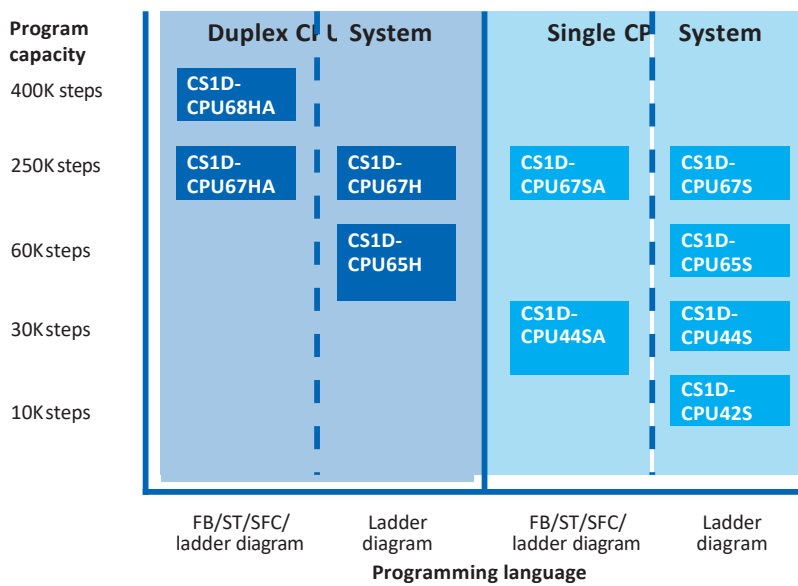 Program
capacity
Duplex CPU System
Single CP System
400K steps
CS1D-
CPU68HA
250K steps
CS1D-
CPU67HA
CS1D-
CPU67H
CS1D-
CPU67SA
CS1D-
CPU67S
60K steps
CS1D-
CPU65H
CS1D-
CPU65S
30K steps
CS1D-
CPU44SA
CS1D-
CPU44S
10K steps
CS1D-
CPU42S
FB/ST/SFC/
ladder diagram
Ladder
diagram
FB/ST/SFC/
ladder diagram
Ladder
diagram
Programming language